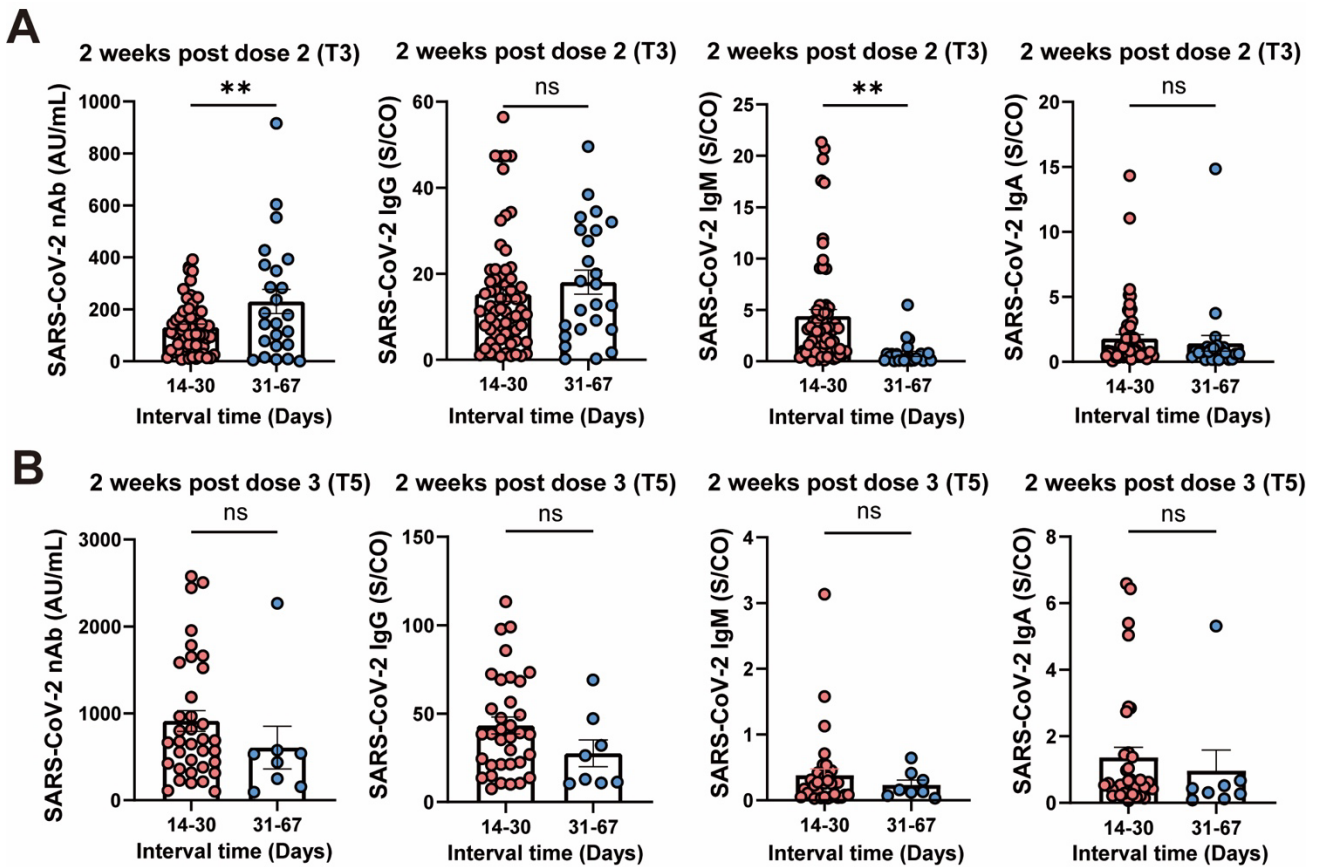 A
2 weeks post dose 2 (T3)
SARS-CoV-2 nAb (AU/mL)
1000
800
600
400
200
0
**
14-30 31-67
Interval time (Days)
2 weeks post dose 2 (T3)
SARS-CoV-2 IgG (S/CO)
60
40
20
0
ns
14-30 31-67
Interval time (Days)
2 weeks post dose 2 (T3)
SARS-CoV-2 IgM (S/CO)
25
20
15
10
5
0
**
14-30 31-67
Interval time (Days)
2 weeks post dose 2 (T3)
SARS-CoV-2 IgA (S/CO)
20
15
10
5
0
ns
14-30 31-67
Interval time (Days)
B
2 weeks post dose 3 (T5)
SARS-CoV-2 nAb (AU/mL)
3000
2000
1000
0
ns
14-30 31-67
Interval time (Days)
2 weeks post dose 3 (T5)
SARS-CoV-2 IgG (S/CO)
150
100
50
0
ns
14-30 31-67
Interval time (Days)
2 weeks post dose 3 (T5)
SARS-CoV-2 IgM (S/CO)
4
3
2
1
0
ns
14-30 31-67
Interval time (Days)
2 weeks post dose 3 (T5)
SARS-CoV-2 IgA (S/CO)
8
6
4
2
0
ns
14-30 31-67
Interval time (Days)